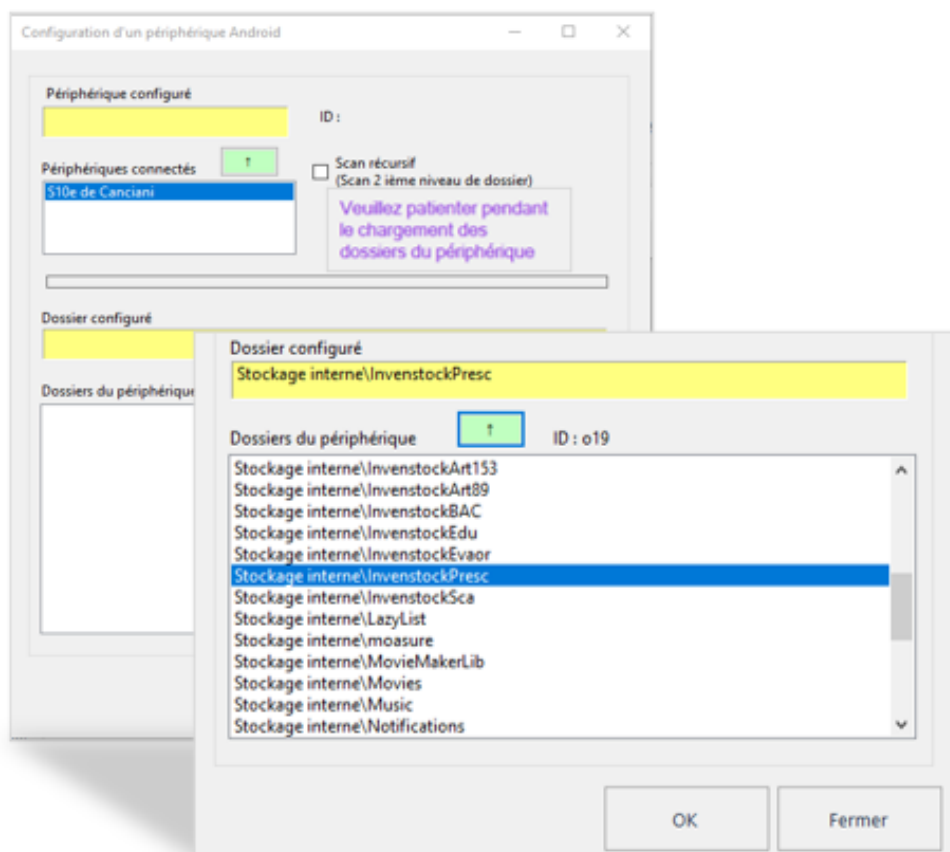 Configuration d'un périphérique Android
Périphérique configuré
ID :
Périphériques connectés
↑
Scan récursif
(Scan 2 ième niveau de dossier)
S10e de Canciani
Veuillez patienter pendant
le chargement des
dossiers du périphérique
Dossier configuré
Dossiers du périphérique
Dossier configuré
Stockage interne\InvenstockPresc
Dossiers du périphérique
↑
ID : o19
Stockage interne\InvenstockArt153
Stockage interne\InvenstockArt89
Stockage interne\InvenstockBAC
Stockage interne\InvenstockEdu
Stockage interne\InvenstockEvaor
Stockage interne\InvenstockPresc
Stockage interne\InvenstockSca
Stockage interne\LazyList
Stockage interne\moasure
Stockage interne\MovieMakerLib
Stockage interne\Movies
Stockage interne\Music
Stockage interne\Notifications
OK
Fermer